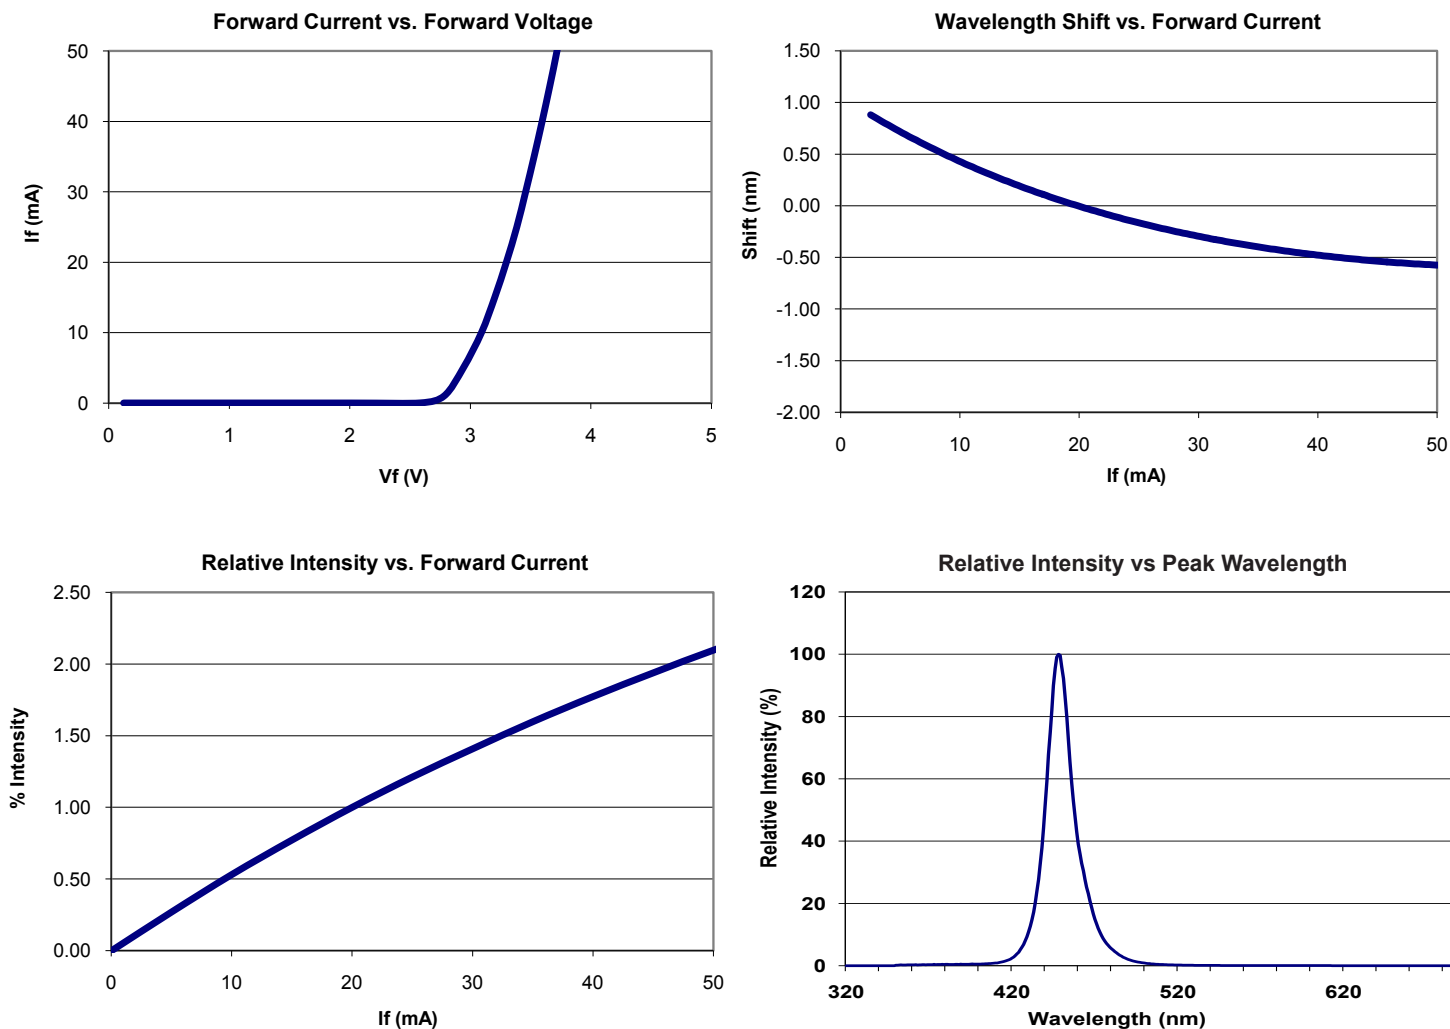 Forward Current vs. Forward Voltage
50
40
30
20
10
0
If (mA)
0 1 2 3 4 5
Vf (V)
Wavelength Shift vs. Forward Current
1.50
1.00
0.50
0.00
-0.50
-1.00
-1.50
-2.00
Shift (nm)
0 10 20 30 40 50
If (mA)
Relative Intensity vs. Forward Current
2.50
2.00
1.50
1.00
0.50
0.00
% Intensity
0 10 20 30 40 50
If (mA)
Relative Intensity vs Peak Wavelength
120
100
80
60
40
20
0
Relative Intensity (%)
320 420 520 620
Wavelength (nm)